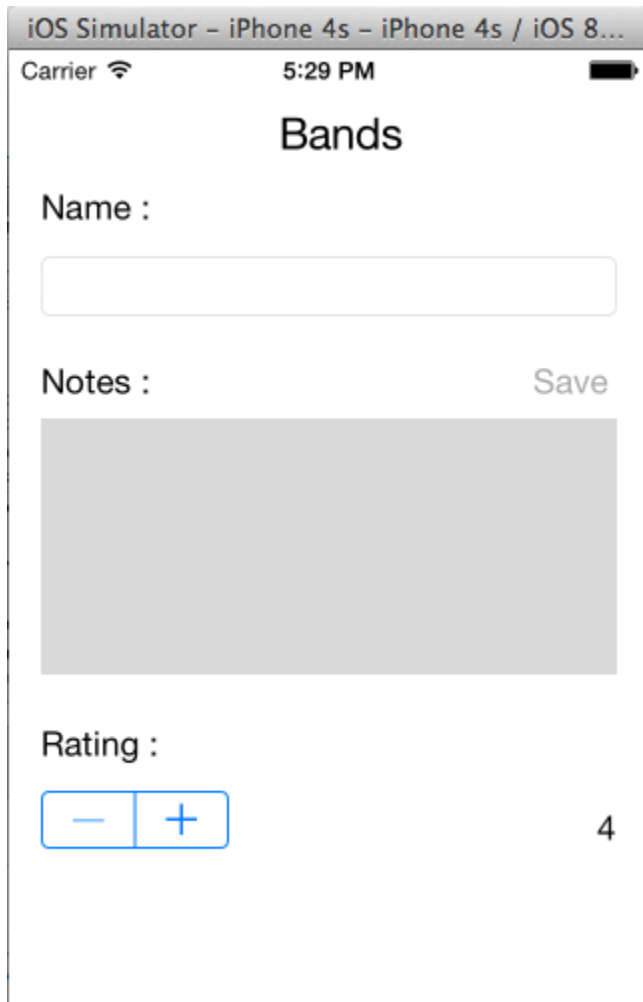 iOS Simulator – iPhone 4s – iPhone 4s / iOS 8...
Carrier 5:29 PM
Bands
Name :
Notes : Save
Rating :
− + 4